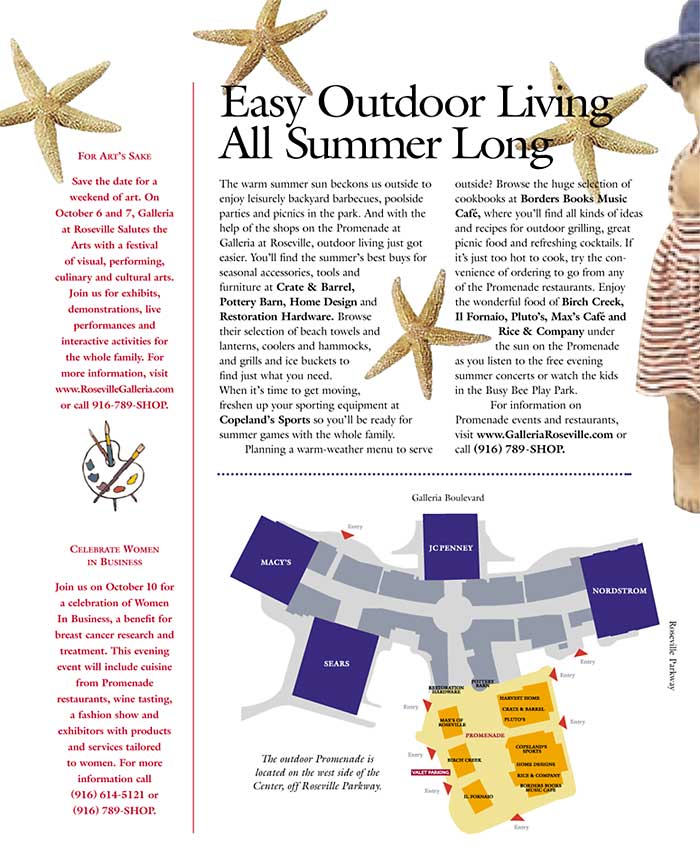 FOR ART'S SAKE
Save the date for a
weekend of art. On
October 6 and 7, Galleria
at Roseville Salutes the
Arts with a festival
of visual, performing,
culinary and cultural arts.
Join us for exhibits,
demonstrations, live
performances and
interactive activities for
the whole family. For
more information, visit
www.RosevilleGalleria.com
or call 916-789-SHOP.
CELEBRATE WOMEN
IN BUSINESS
Join us on October 10 for
a celebration of Women
In Business, a benefit for
breast cancer research and
treatment. This evening
event will include cuisine
from Promenade
restaurants, wine tasting,
a fashion show and
exhibitors with products
and services tailored
to women. For more
information call
(916) 614-5121 or
(916) 789-SHOP.
Easy Outdoor Living
All Summer Long
The warm summer sun beckons us outside to
enjoy leisurely backyard barbecues, poolside
parties and picnics in the park. And with the
help of the shops on the Promenade at
Galleria at Roseville, outdoor living just got
easier. You'll find the summer's best buys for
seasonal accessories, tools and
furniture at Crate & Barrel,
Pottery Barn, Home Design and
Restoration Hardware. Browse
their selection of beach towels and
lanterns, coolers and hammocks,
and grills and ice buckets to
find just what you need.
When it's time to get moving,
freshen up your sporting equipment at
Copeland's Sports so you'll be ready for
summer games with the whole family.
Planning a warm-weather menu to serve
outside? Browse the huge selection of
cookbooks at Borders Books Music
Café, where you'll find all kinds of ideas
and recipes for outdoor grilling, great
picnic food and refreshing cocktails. If
it's just too hot to cook, try the con-
venience of ordering to go from any
of the Promenade restaurants. Enjoy
the wonderful food of Birch Creek,
Il Fornaio, Pluto's, Max's Café and
Rice & Company under
the sun on the Promenade
as you listen to the free evening
summer concerts or watch the kids
in the Busy Bee Play Park.
For information on
Promenade events and restaurants,
visit www.GalleriaRoseville.com or
call (916) 789-SHOP.
Galleria Boulevard
Entry
MACY'S
JCPENNEY
NORDSTROM
SEARS
Roseville Parkway
Entry
Entry
POTTERY
BARN
RESTORATION
HARDWARE
HARVEST HOME
CRATE & BARREL
PLUTO'S
Entry
MAX'S OF
ROSEVILLE
Entry
PROMENADE
COPELAND'S
SPORTS
Entry
BIRCH CREEK
HOME DESIGNS
VALET PARKING
RICE & COMPANY
Entry
IL FORNAIO
BORDERS BOOKS
MUSIC CAFE
Entry
The outdoor Promenade is
located on the west side of the
Center, off Roseville Parkway.